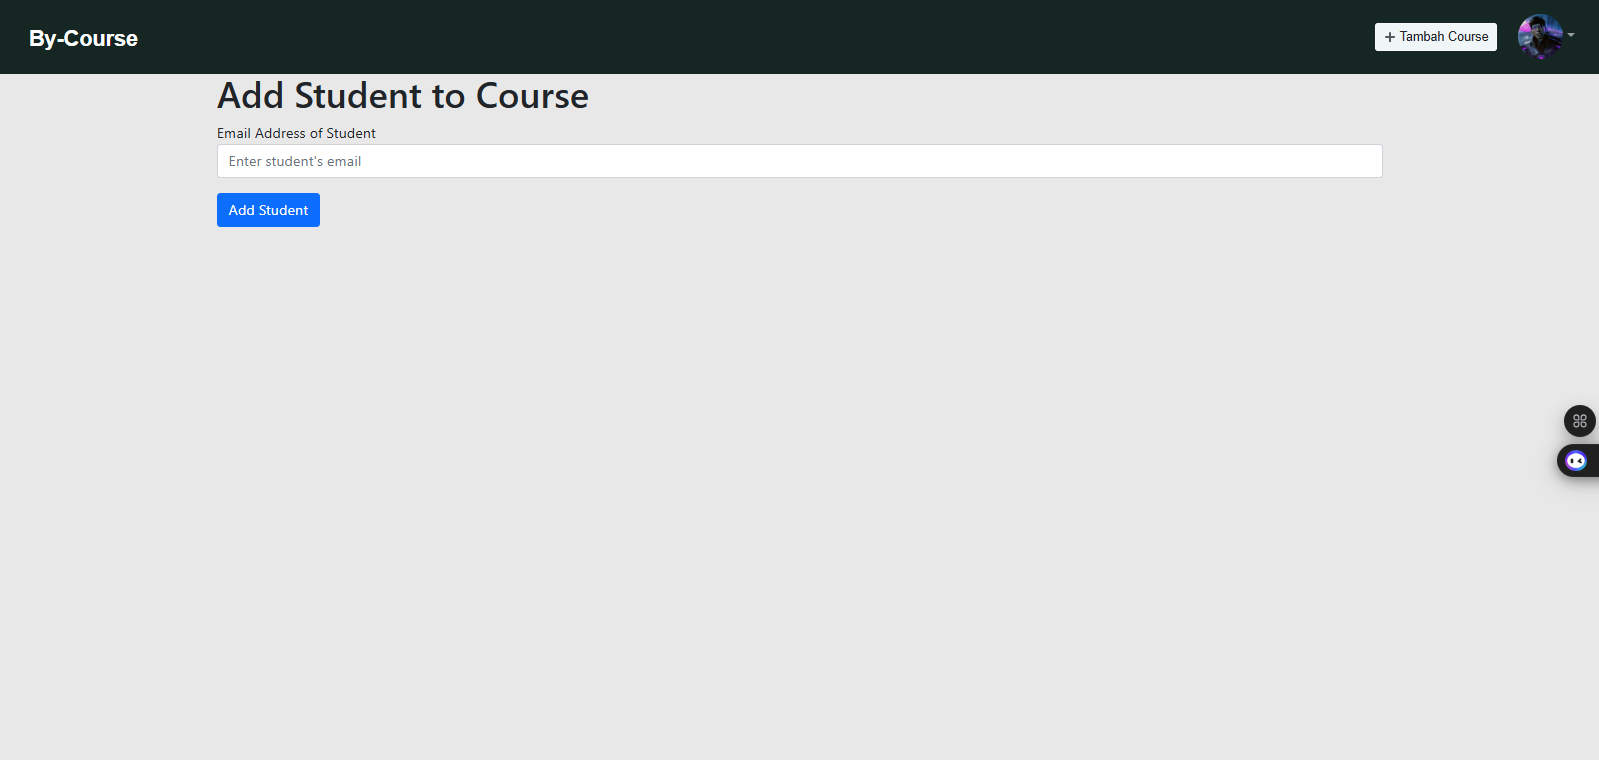 By-Course
+ Tambah Course
Add Student to Course
Email Address of Student
Enter student's email
Add Student